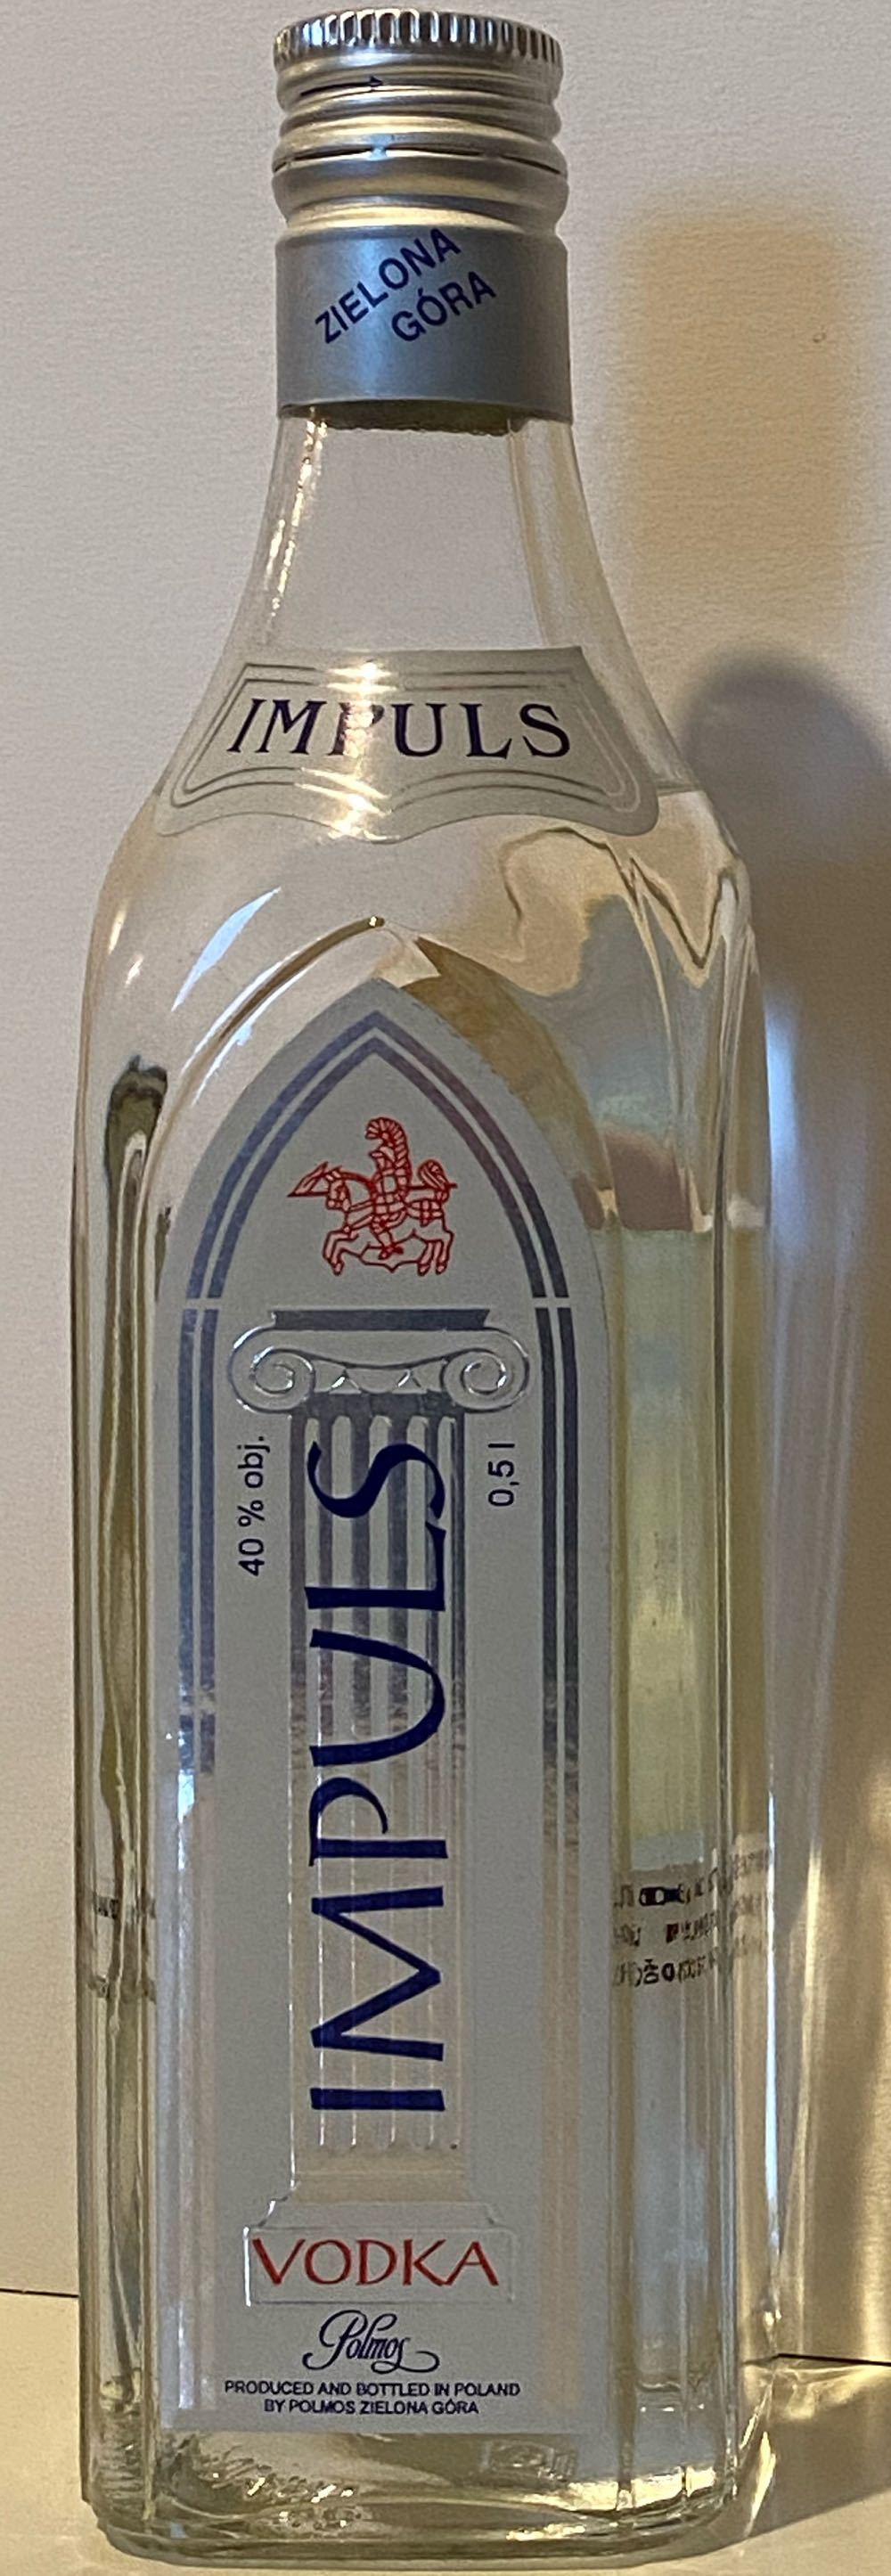 ZIELONA
GÓRA
IMPULS
40 % obj.
0,5 l
IMPULS
VODKA
Polmos
PRODUCED AND BOTTLED IN POLAND
BY POLMOS ZIELONA GÓRA